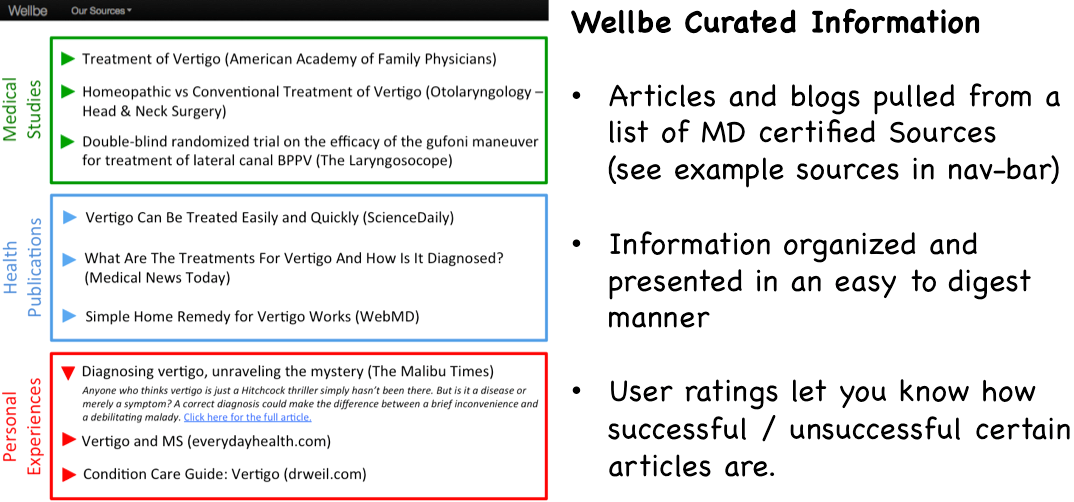 Wellbe Our Sources
Medical
Studies
Treatment of Vertigo (American Academy of Family Physicians)
Homeopathic vs Conventional Treatment of Vertigo (Otolaryngology –
Head & Neck Surgery)
Double-blind randomized trial on the efficacy of the gufoni maneuver
for treatment of lateral canal BPPV (The Laryngosocope)
Health
Publications
Vertigo Can Be Treated Easily and Quickly (ScienceDaily)
What Are The Treatments For Vertigo And How Is It Diagnosed?
(Medical News Today)
Simple Home Remedy for Vertigo Works (WebMD)
Personal
Experiences
Diagnosing vertigo, unraveling the mystery (The Malibu Times)
Anyone who thinks vertigo is just a Hitchcock thriller simply hasn't been there. But is it a disease or
merely a symptom? A correct diagnosis could make the difference between a brief inconvenience and
a debilitating malady. Click here for the full article.
Vertigo and MS (everydayhealth.com)
Condition Care Guide: Vertigo (drweil.com)
Wellbe Curated Information
• Articles and blogs pulled from a
list of MD certified Sources
(see example sources in nav-bar)
• Information organized and
presented in an easy to digest
manner
• User ratings let you know how
successful / unsuccessful certain
articles are.